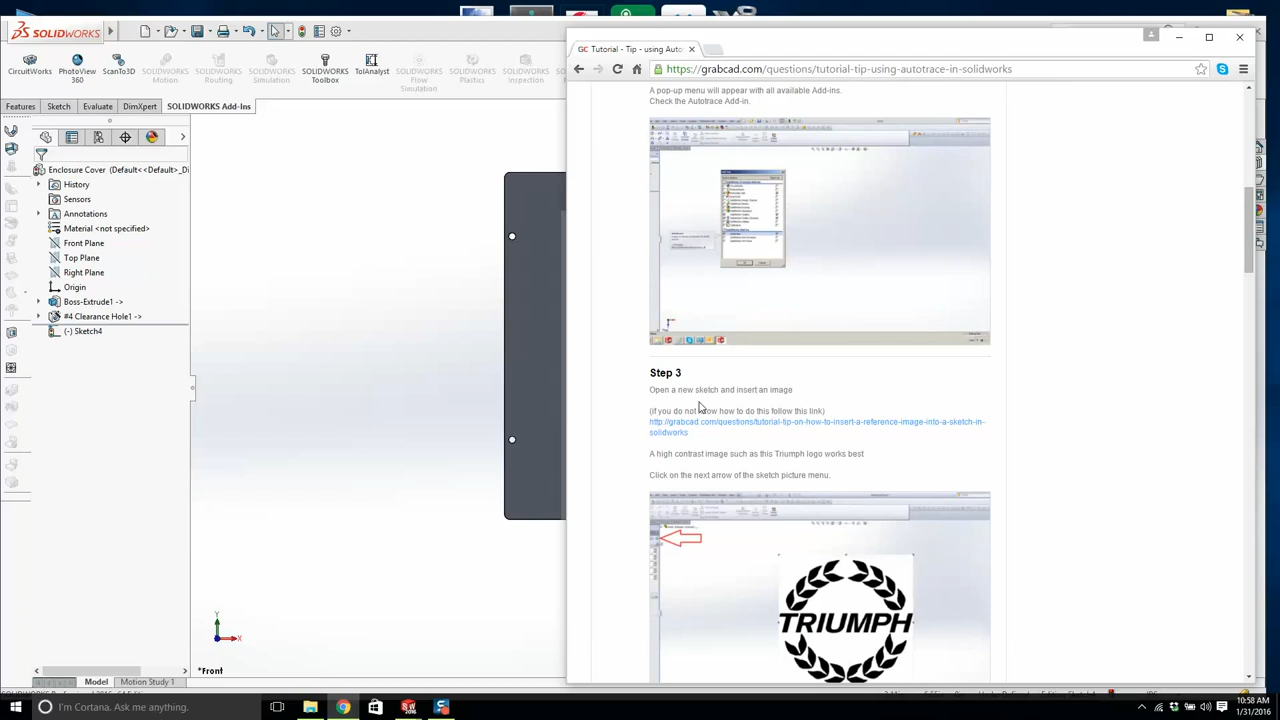 SOLIDWORKS
GC Tutorial - Tip - using Auto
https://grabcad.com/questions/tutorial-tip-using-autotrace-in-solidworks
CircuitWorks
PhotoView 360
ScanTo3D
SOLIDWORKS Motion
SOLIDWORKS Routing
SOLIDWORKS Simulation
SOLIDWORKS Toolbox
TolAnalyst
SOLIDWORKS Flow Simulation
SOLIDWORKS Plastics
SOLIDWORKS Inspection
Features
Sketch
Evaluate
DimXpert
SOLIDWORKS Add-Ins
Enclosure Cover (Default<<Default>_Di
History
Sensors
Annotations
<not specified>
Front Plane
Top Plane
Right Plane
Origin
Boss-Extrude1 ->
#4 Clearance Hole1 ->
(-) Sketch4
A pop-up menu will appear with all available Add-ins.
Check the Autotrace Add-in.
Step 3
Open a new sketch and insert an image
(if you do not know how to do this follow this link)
http://grabcad.com/questions/tutorial-tip-on-how-to-insert-a-reference-image-into-a-sketch-in-
solidworks
A high contrast image such as this Triumph logo works best
Click on the next arrow of the sketch picture menu.
TRIUMPH
Y
X
*Front
Model
Motion Study 1
I'm Cortana. Ask me anything.
10:58 AM
1/31/2016